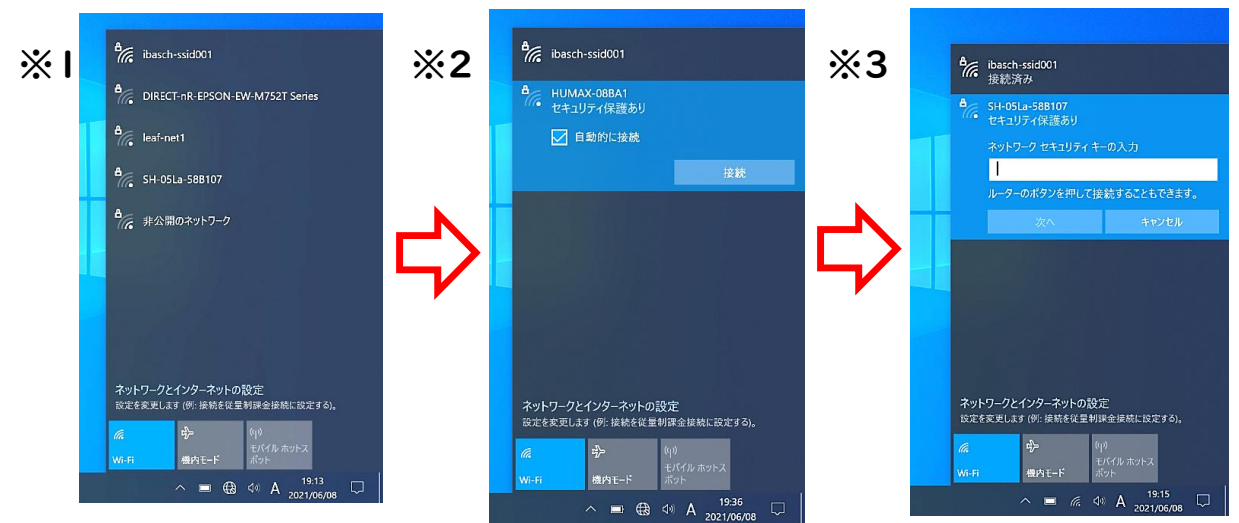 ※1
ibasch-ssid001
DIRECT-nR-EPSON-EW-M752T Series
leaf-net1
SH-05La-58B107
非公開のネットワーク
ネットワークとインターネットの設定
設定を変更します (例: 接続を従量制課金接続に設定する)。
Wi-Fi
機内モード
モバイル ホットス
ポット
A
19:13
2021/06/08
※2
ibasch-ssid001
HUMAX-08BA1
セキュリティ保護あり
自動的に接続
接続
ネットワークとインターネットの設定
設定を変更します (例: 接続を従量制課金接続に設定する)。
Wi-Fi
機内モード
モバイル ホットス
ポット
A
19:36
2021/06/08
※3
ibasch-ssid001
接続済み
SH-05La-58B107
セキュリティ保護あり
ネットワーク セキュリティ キーの入力
ルーターのボタンを押して接続することもできます。
次へ
キャンセル
ネットワークとインターネットの設定
設定を変更します (例: 接続を従量制課金接続に設定する)。
Wi-Fi
機内モード
モバイル ホットス
ポット
A
19:15
2021/06/08